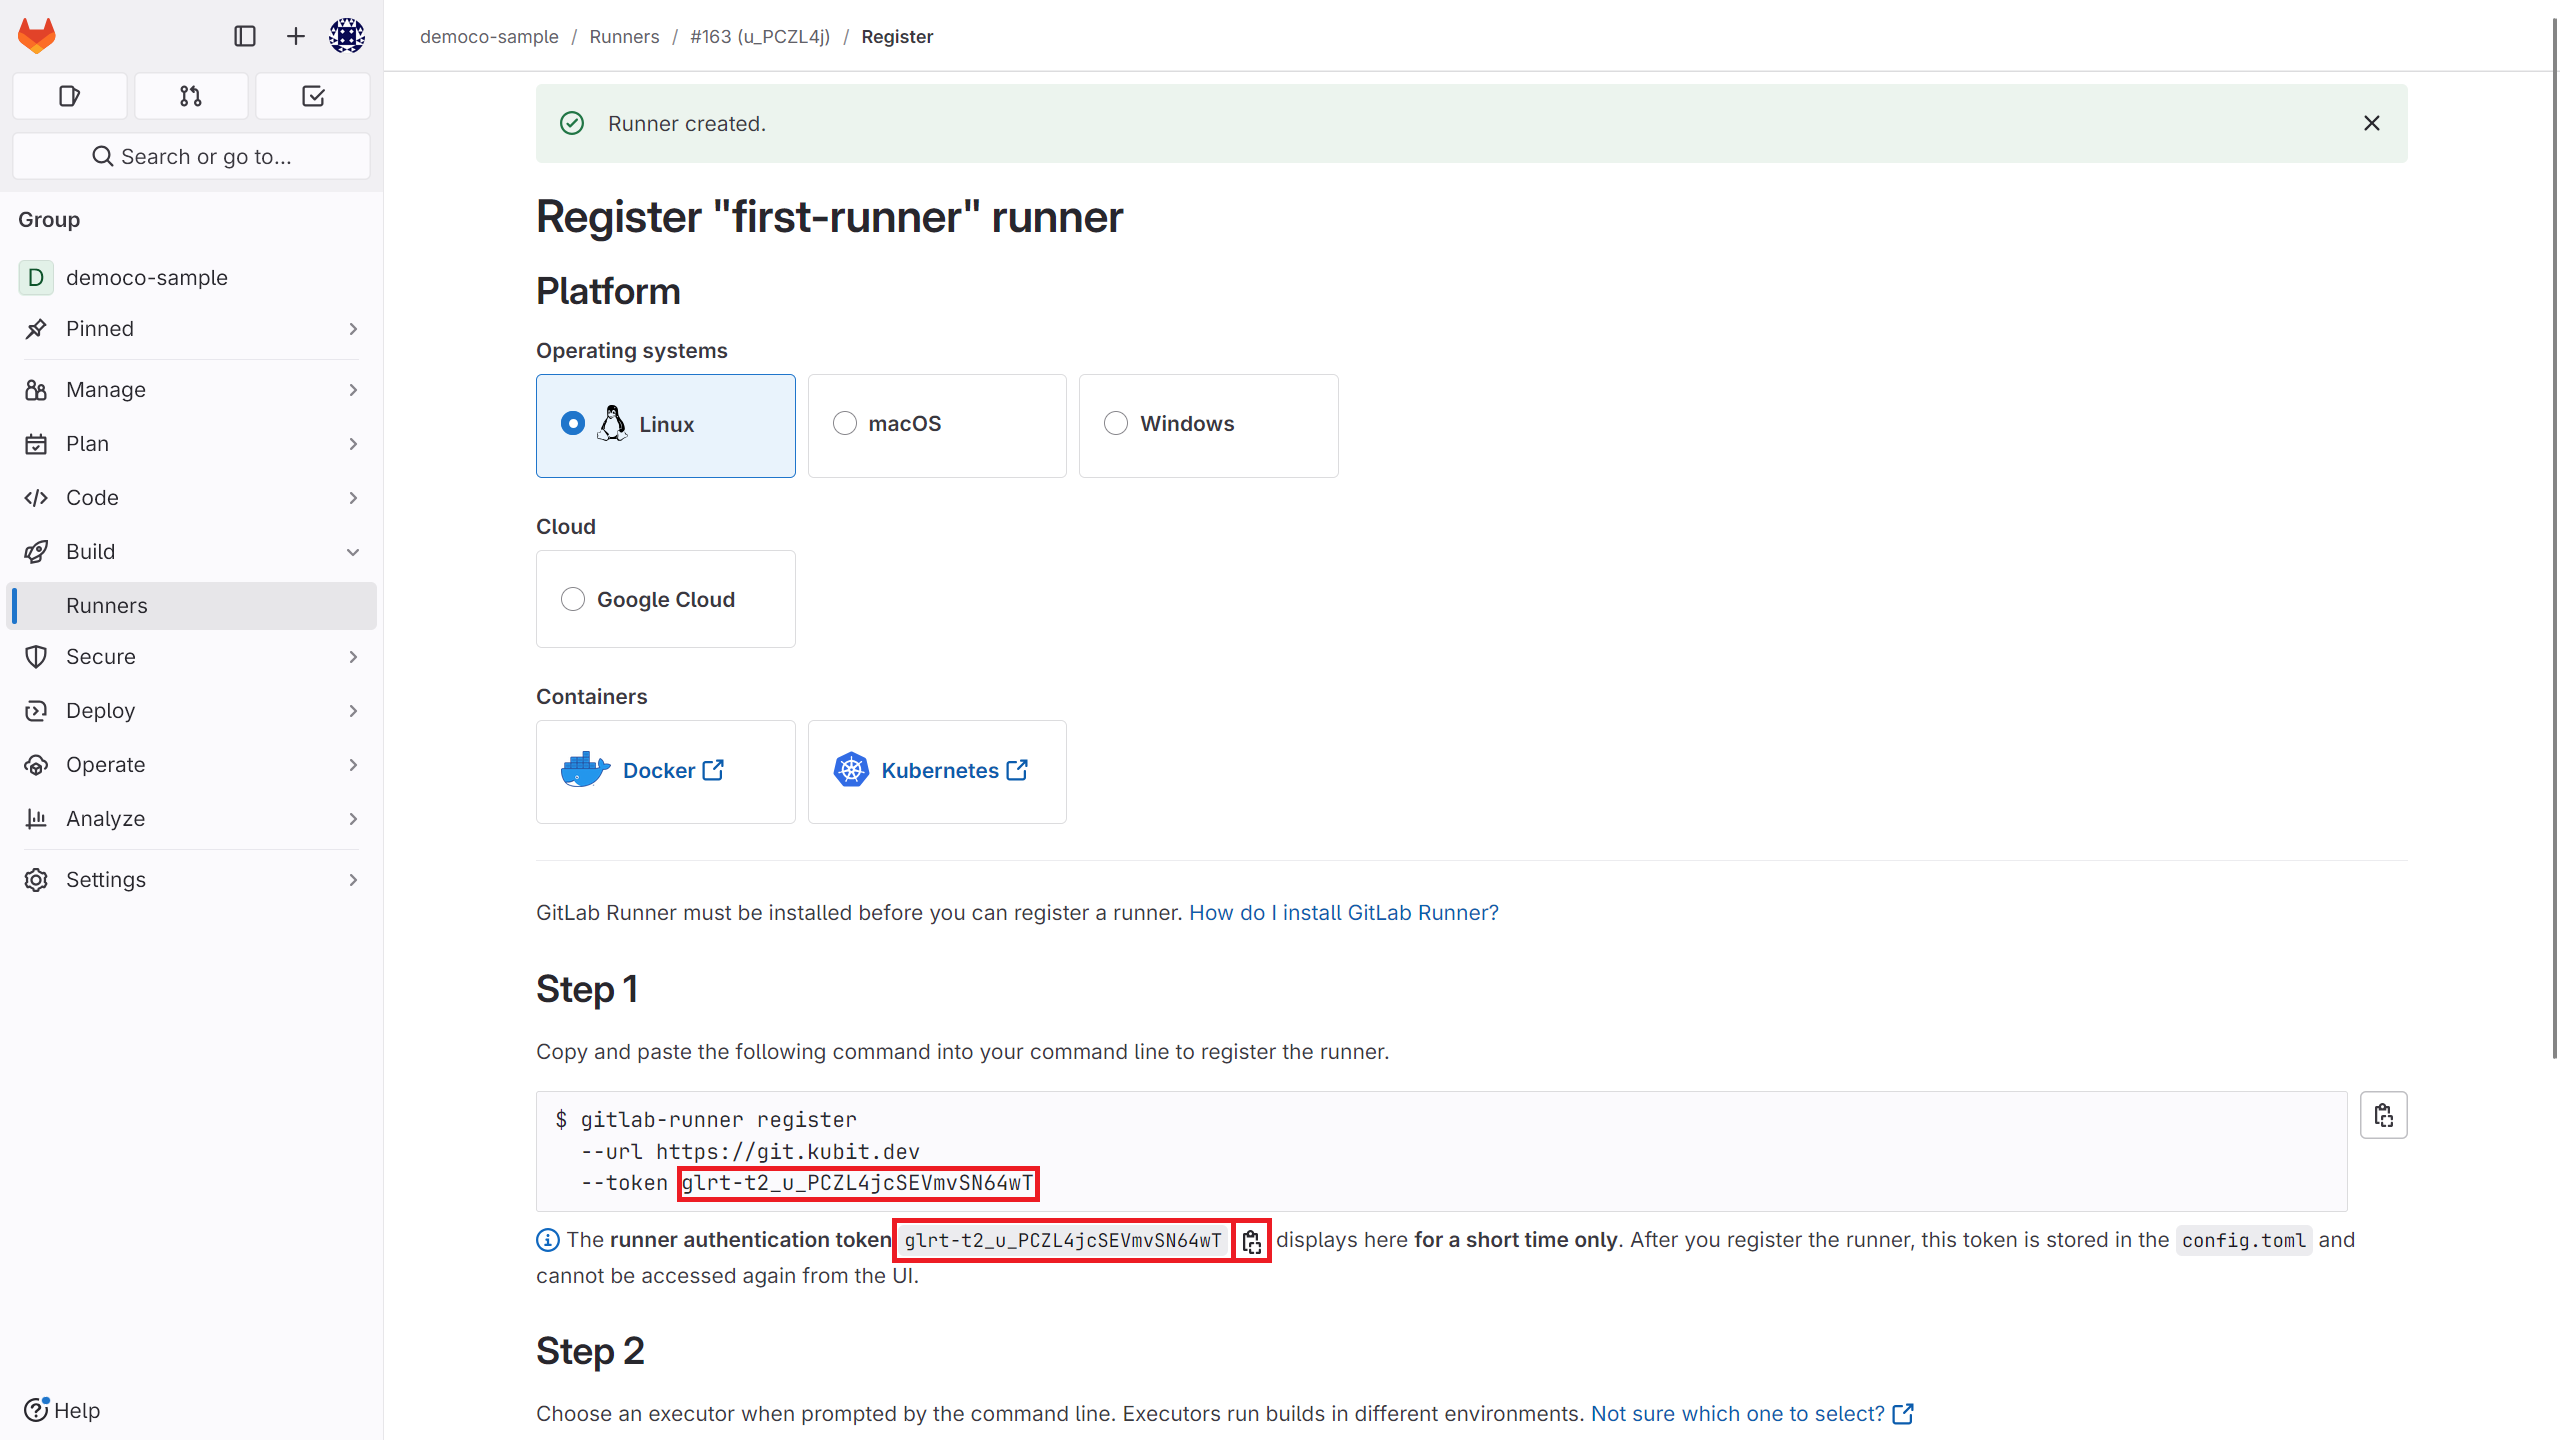 democo-sample / Runners / #163 (u_PCZL4j) / Register
Search or go to...
Group
D democo-sample
Pinned
Manage
Plan
Code
Build
Runners
Secure
Deploy
Operate
Analyze
Settings
Help
Runner created.
Register "first-runner" runner
Platform
Operating systems
Linux macOS Windows
Cloud
Google Cloud
Containers
Docker Kubernetes
GitLab Runner must be installed before you can register a runner. How do I install GitLab Runner?
Step 1
Copy and paste the following command into your command line to register the runner.
$ gitlab-runner register
--url https://git.kubit.dev
--token glrt-t2_u_PCZL4jcSEVmvSN64wT
The runner authentication token glrt-t2_u_PCZL4jcSEVmvSN64wT displays here for a short time only. After you register the runner, this token is stored in the config.toml and
cannot be accessed again from the UI.
Step 2
Choose an executor when prompted by the command line. Executors run builds in different environments. Not sure which one to select?